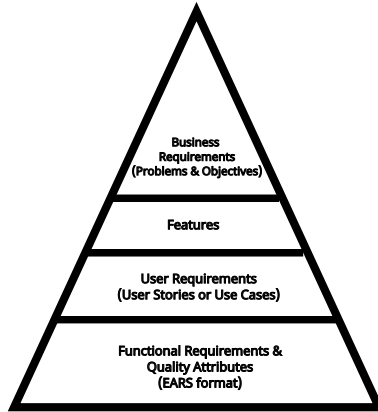 Business
Requirements
(Problems & Objectives)
Features
User Requirements
(User Stories or Use Cases)
Functional Requirements &
Quality Attributes
(EARS format)